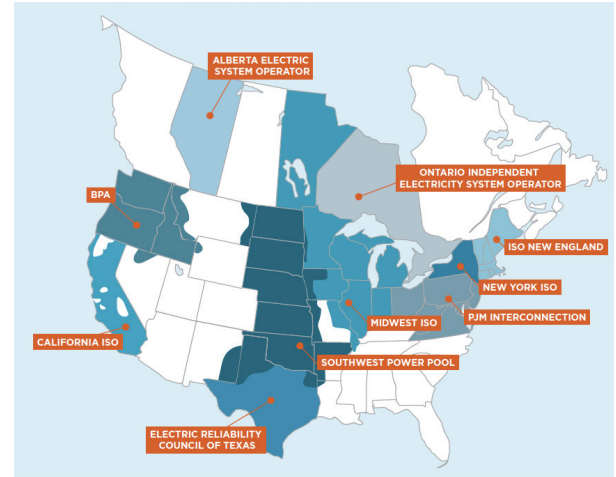 ALBERTA ELECTRIC
SYSTEM OPERATOR
ONTARIO INDEPENDENT
ELECTRICITY SYSTEM OPERATOR
BPA
ISO NEW ENGLAND
NEW YORK ISO
PJM INTERCONNECTION
MIDWEST ISO
CALIFORNIA ISO
SOUTHWEST POWER POOL
ELECTRIC RELIABILITY
COUNCIL OF TEXAS